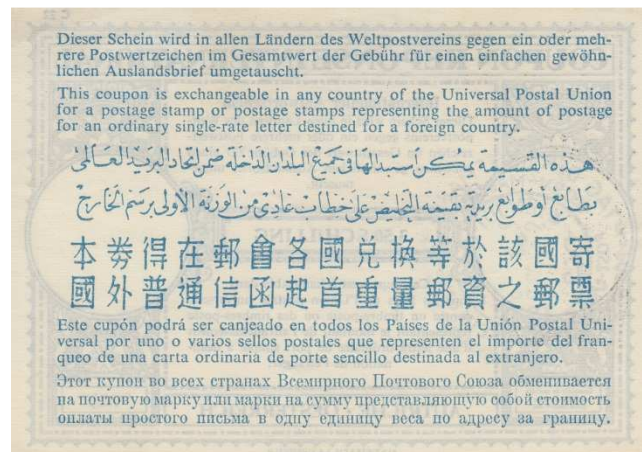 Dieser Schein wird in allen Ländern des Weltpostvereins gegen ein oder meh-
rere Postwertzeichen im Gesamtwert der Gebühr für einen einfachen gewöhn-
lichen Auslandsbrief umgetauscht.
This coupon is exchangeable in any country of the Universal Postal Union
for a postage stamp or postage stamps representing the amount of postage
for an ordinary single-rate letter destined for a foreign country.
هذه القسيمة يمكن استبدالها في جميع البلدان الداخلة ضمن اتحاد البريد العالمى
بطابع أو طوابع بريدية بقيمة التخليص على خطاب عادى من الوزنة الأولى برسم الخارج
本劵得在郵會各國兌換等於該國寄
國外普通信函起首重量郵資之郵票
Este cupón podrá ser canjeado en todos los Países de la Unión Postal Uni-
versal por uno o varios sellos postales que representen el importe del fran-
queo de una carta ordinaria de porte sencillo destinada al extranjero.
Этот купон во всех странах Всемирного Почтового Союза обменивается
на почтовую марку или марки на сумму представляющую собой стоимость
оплаты простого письма в одну единицу веса по адресу за границу.